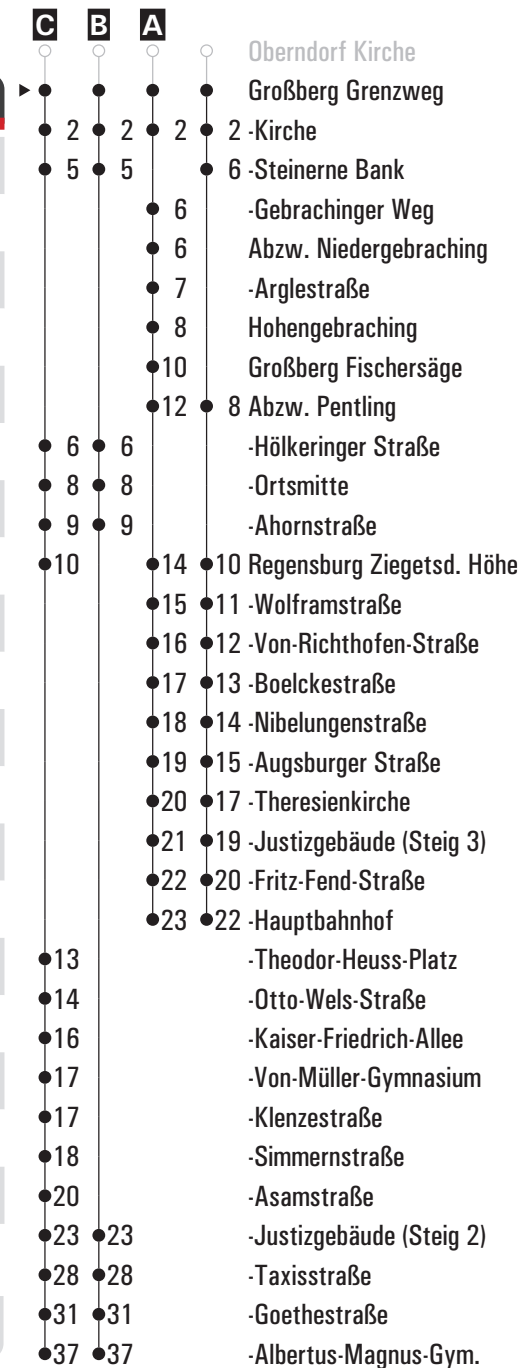 C B A
Oberndorf Kirche
Großberg Grenzweg
2 2 2 2 -Kirche
5 5 6 -Steinerne Bank
6 -Gebrachinger Weg
6 Abzw. Niedergebraching
7 -Arglestraße
8 Hohengebraching
10 Großberg Fischersäge
12 8 Abzw. Pentling
6 6 -Hölkeringer Straße
8 8 -Ortsmitte
9 9 -Ahornstraße
10 14 10 Regensburg Ziegetsd. Höhe
15 11 -Wolframstraße
16 12 -Von-Richthofen-Straße
17 13 -Boelckestraße
18 14 -Nibelungenstraße
19 15 -Augsburger Straße
20 17 -Theresienkirche
21 19 -Justizgebäude (Steig 3)
22 20 -Fritz-Fend-Straße
23 22 -Hauptbahnhof
13 -Theodor-Heuss-Platz
14 -Otto-Wels-Straße
16 -Kaiser-Friedrich-Allee
17 -Von-Müller-Gymnasium
17 -Klenzestraße
18 -Simmernstraße
20 -Asamstraße
23 23 -Justizgebäude (Steig 2)
28 28 -Taxisstraße
31 31 -Goethestraße
37 37 -Albertus-Magnus-Gym.